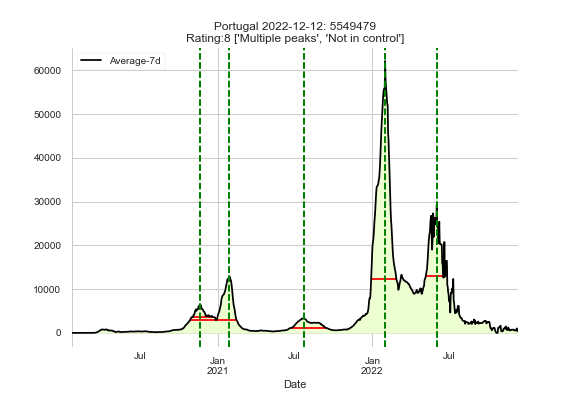 Portugal 2022-12-12: 5549479
Rating:8 ['Multiple peaks', 'Not in control']
Average-7d
60000
50000
40000
30000
20000
10000
0
Jul
Jan
2021
Jul
Jan
2022
Jul
Date